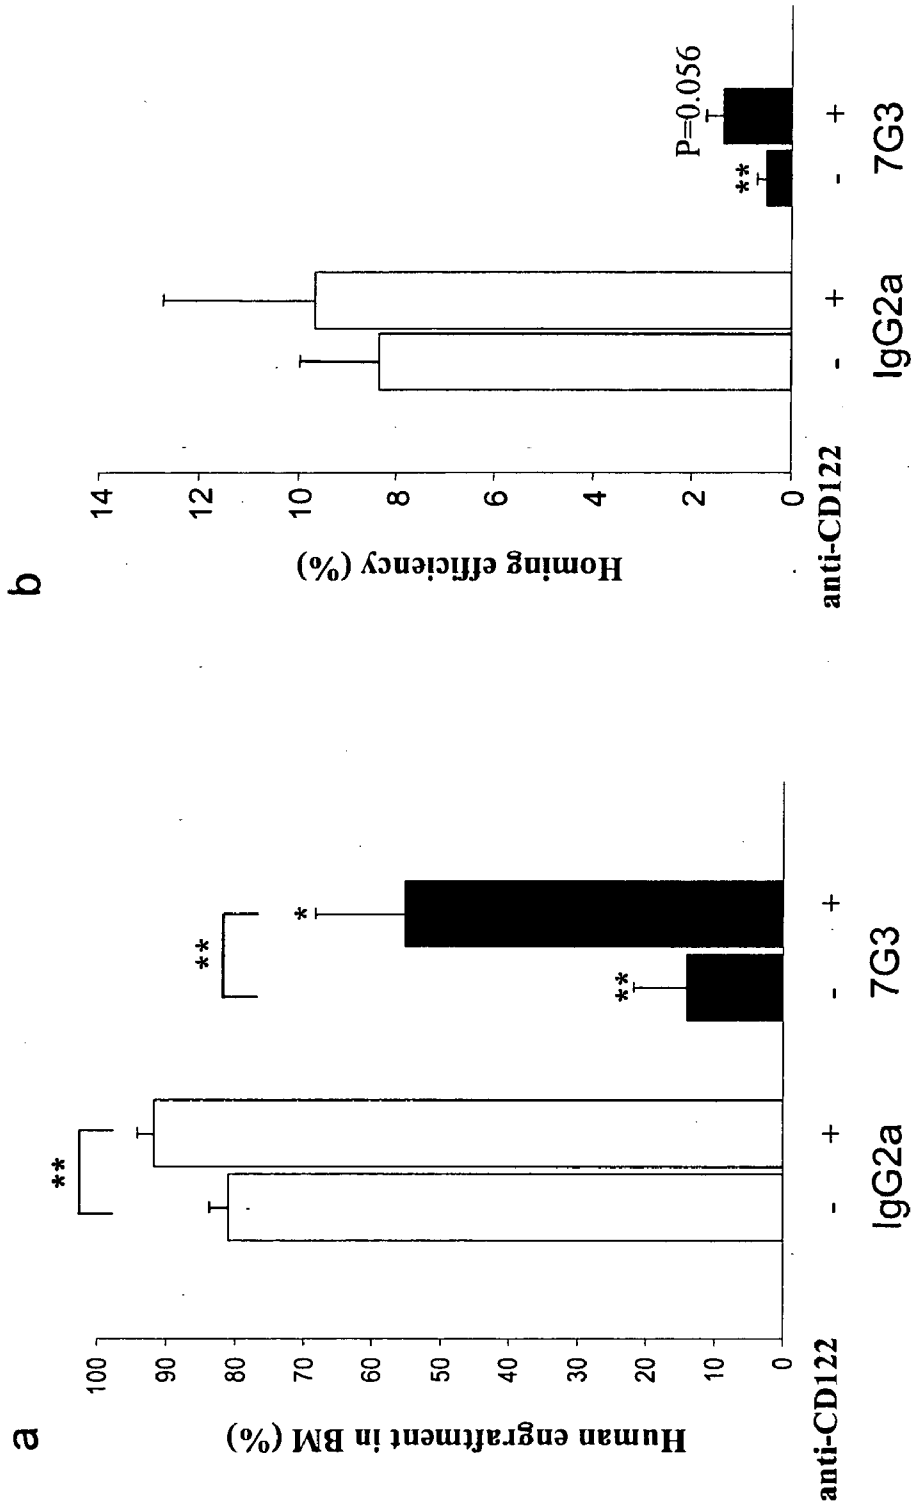 a
Human engraftment in BM (%)
100
90
80
70
60
50
40
30
20
10
0
**
**
**
*
anti-CD122
- + - +
IgG2a 7G3
b
Homing efficiency (%)
14
12
10
8
6
4
2
0
**
P=0.056
anti-CD122
- + - +
IgG2a 7G3